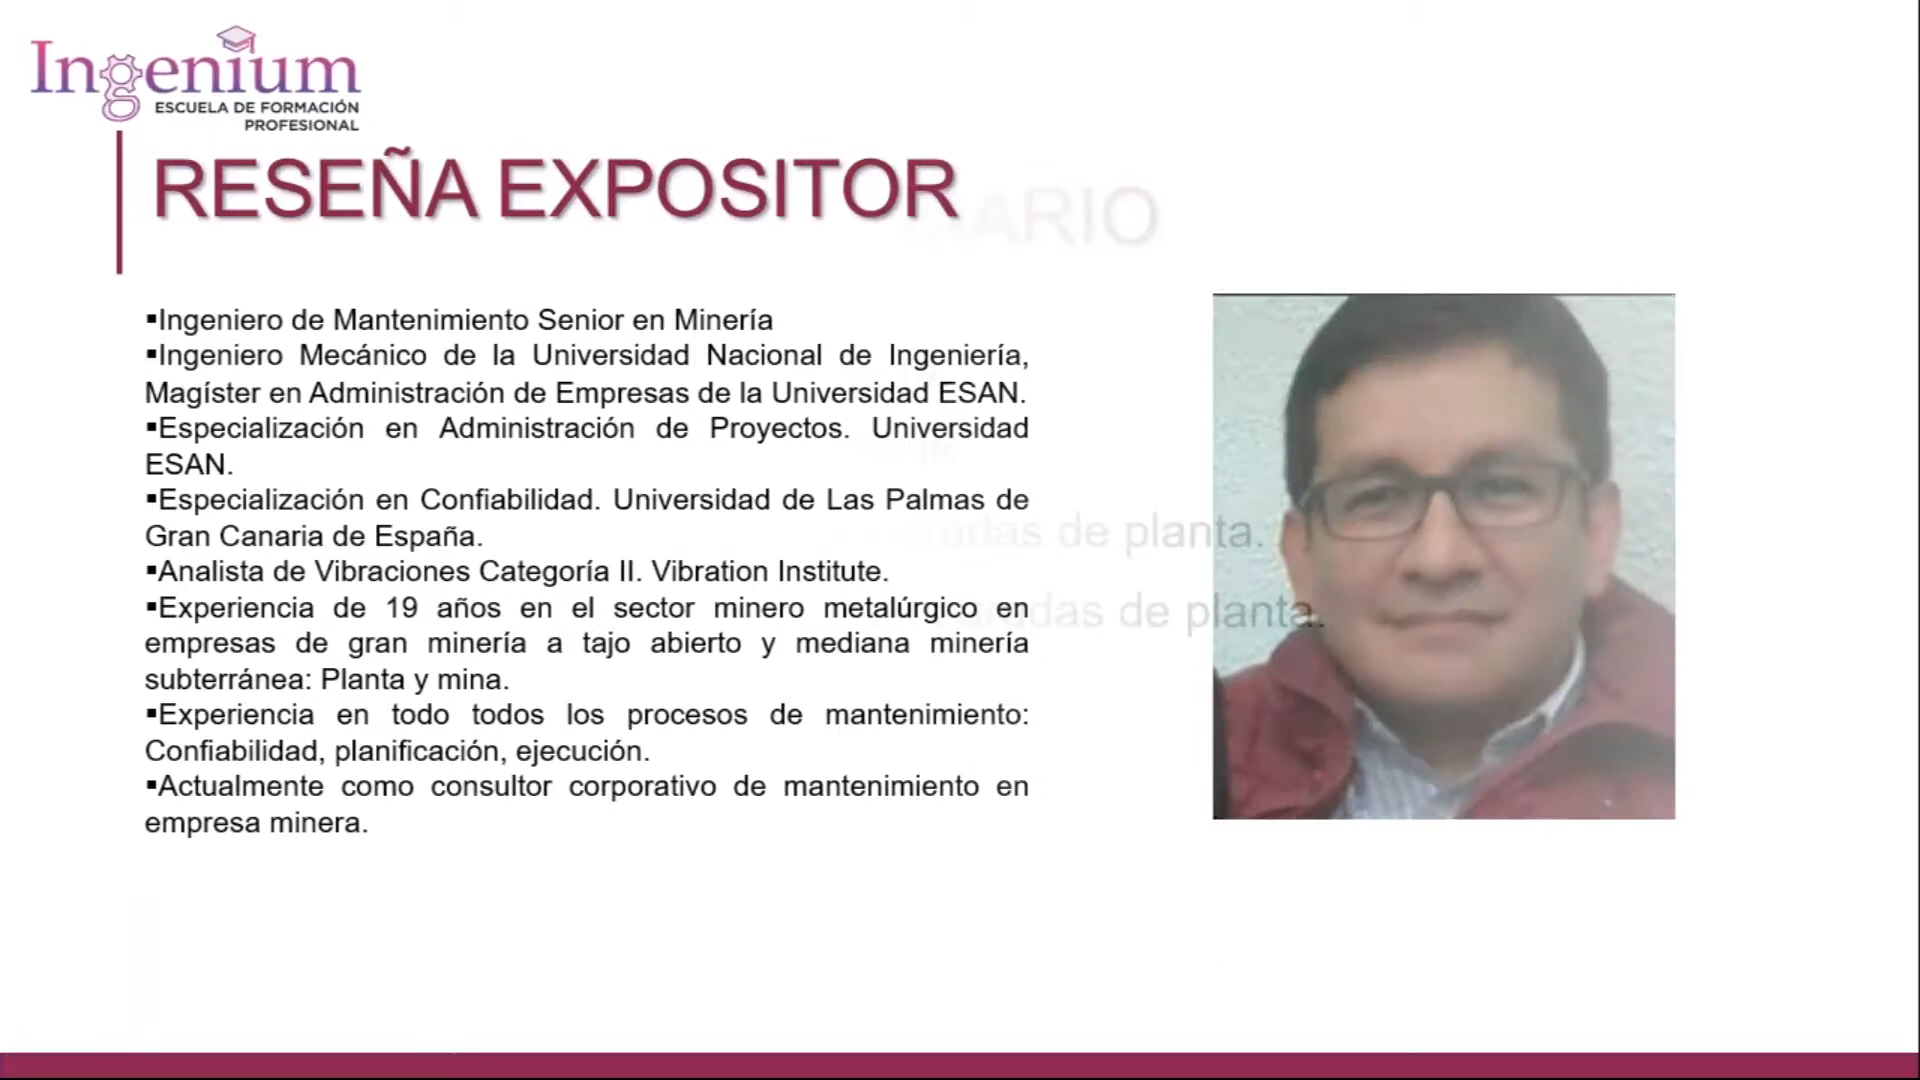 Ingenium
ESCUELA DE FORMACIÓN
PROFESIONAL
RESEÑA EXPOSITOR
ARIO
▪Ingeniero de Mantenimiento Senior en Minería
▪Ingeniero Mecánico de la Universidad Nacional de Ingeniería,
Magíster en Administración de Empresas de la Universidad ESAN.
▪Especialización en Administración de Proyectos. Universidad
ESAN.
▪Especialización en Confiabilidad. Universidad de Las Palmas de
Gran Canaria de España.
▪Analista de Vibraciones Categoría II. Vibration Institute.
▪Experiencia de 19 años en el sector minero metalúrgico en
empresas de gran minería a tajo abierto y mediana minería
subterránea: Planta y mina.
▪Experiencia en todo todos los procesos de mantenimiento:
Confiabilidad, planificación, ejecución.
▪Actualmente como consultor corporativo de mantenimiento en
empresa minera.
de planta.
de planta.